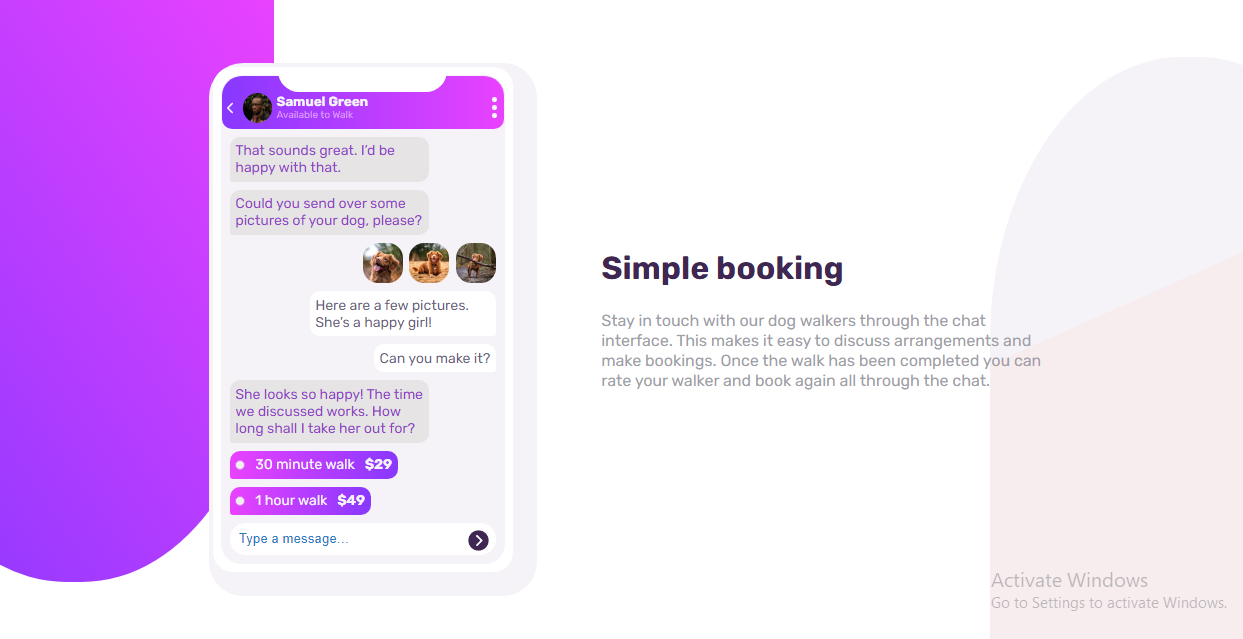 Samuel Green
Available to Walk
That sounds great. I’d be
happy with that.
Could you send over some
pictures of your dog, please?
Here are a few pictures.
She’s a happy girl!
Can you make it?
She looks so happy! The time
we discussed works. How
long shall I take her out for?
30 minute walk $29
1 hour walk $49
Type a message…
Simple booking
Stay in touch with our dog walkers through the chat
interface. This makes it easy to discuss arrangements and
make bookings. Once the walk has been completed you can
rate your walker and book again all through the chat.
Activate Windows
Go to Settings to activate Windows.